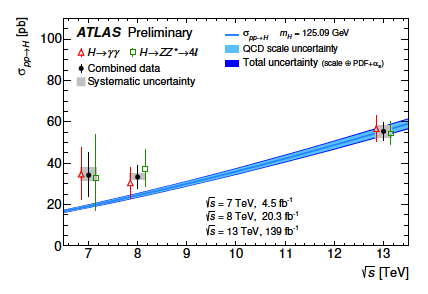 ATLAS Preliminary
H→γγ H→ZZ*→4ℓ
Combined data
Systematic uncertainty
σpp→H mH = 125.09 GeV
QCD scale uncertainty
Total uncertainty (scale ⊕ PDF+αs)
σpp→H [pb]
100
80
60
40
20
0
√s = 7 TeV, 4.5 fb-1
√s = 8 TeV, 20.3 fb-1
√s = 13 TeV, 139 fb-1
7 8 9 10 11 12 13
√s [TeV]